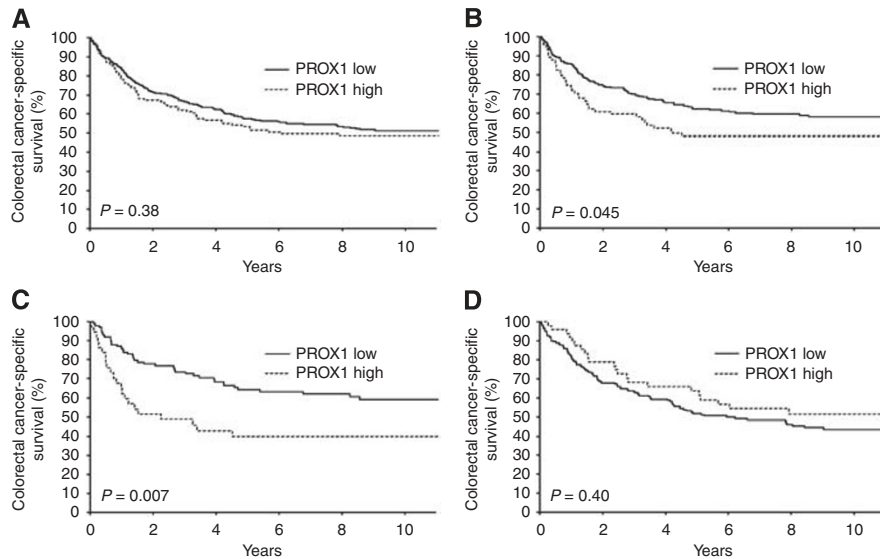 A
Colorectal cancer-specific
survival (%)
100
90
80
70
60
50
40
30
20
10
0
PROX1 low
PROX1 high
P = 0.38
0 2 4 6 8 10
Years
B
Colorectal cancer-specific
survival (%)
100
90
80
70
60
50
40
30
20
10
0
PROX1 low
PROX1 high
P = 0.045
0 2 4 6 8 10
Years
C
Colorectal cancer-specific
survival (%)
100
90
80
70
60
50
40
30
20
10
0
PROX1 low
PROX1 high
P = 0.007
0 2 4 6 8 10
Years
D
Colorectal cancer-specific
survival (%)
100
90
80
70
60
50
40
30
20
10
0
PROX1 low
PROX1 high
P = 0.40
0 2 4 6 8 10
Years